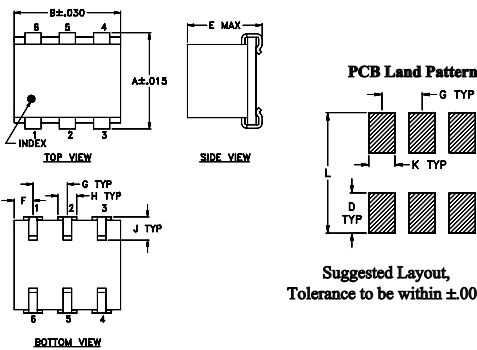 B±.030
6 5 4
A±.015
1 2 3
INDEX
TOP VIEW
E MAX
SIDE VIEW
PCB Land Pattern
G TYP
K TYP
L
D
TYP
Suggested Layout,
Tolerance to be within ±.00
G TYP
H TYP
F
1 2 3
J TYP
6 5 4
BOTTOM VIEW